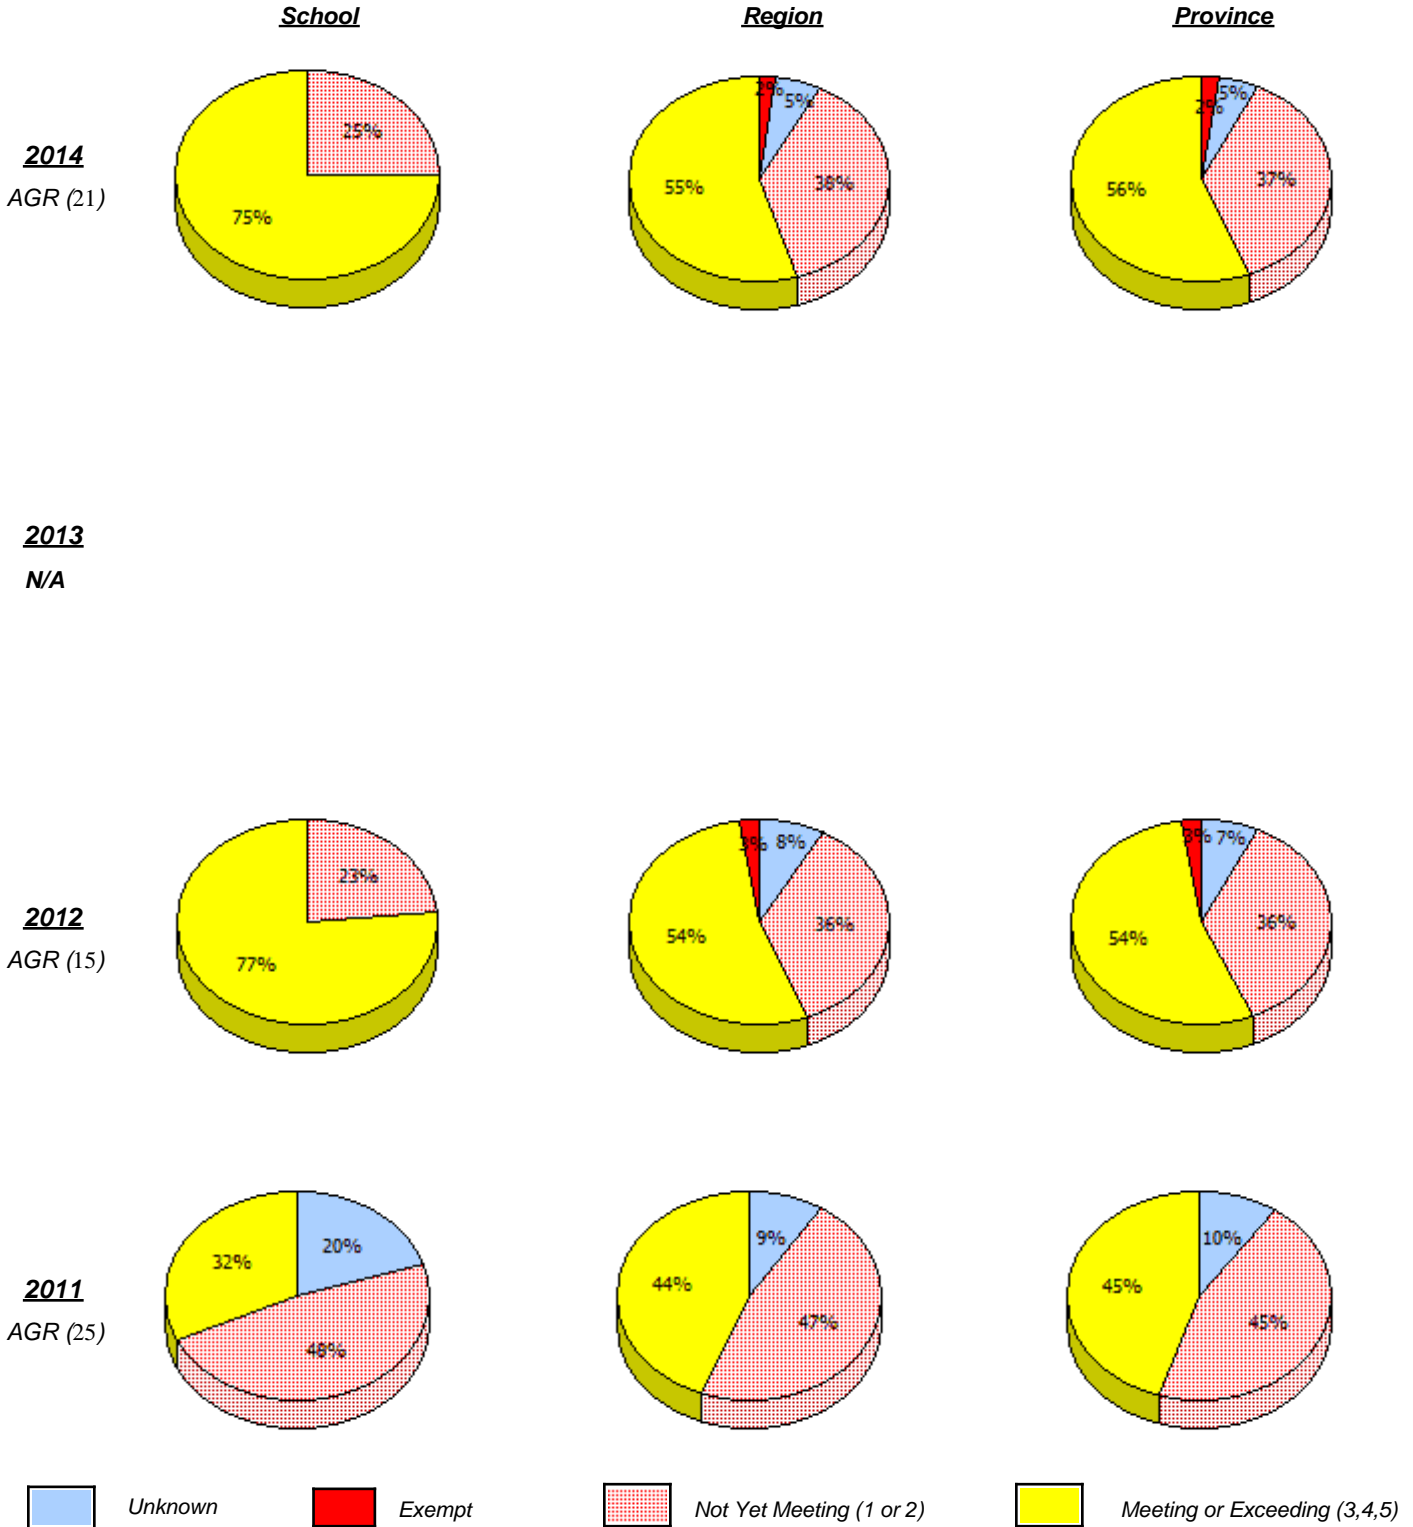 School Region Province
2% 5% 38% 55%
2% 5% 37% 56%
25% 75%
2014
AGR (21)
2013
N/A
23% 77%
3% 8% 36% 54%
3% 7% 36% 54%
2012
AGR (15)
20% 32% 48%
9% 44% 47%
10% 45% 45%
2011
AGR (25)
Unknown Exempt Not Yet Meeting (1 or 2) Meeting or Exceeding (3,4,5)